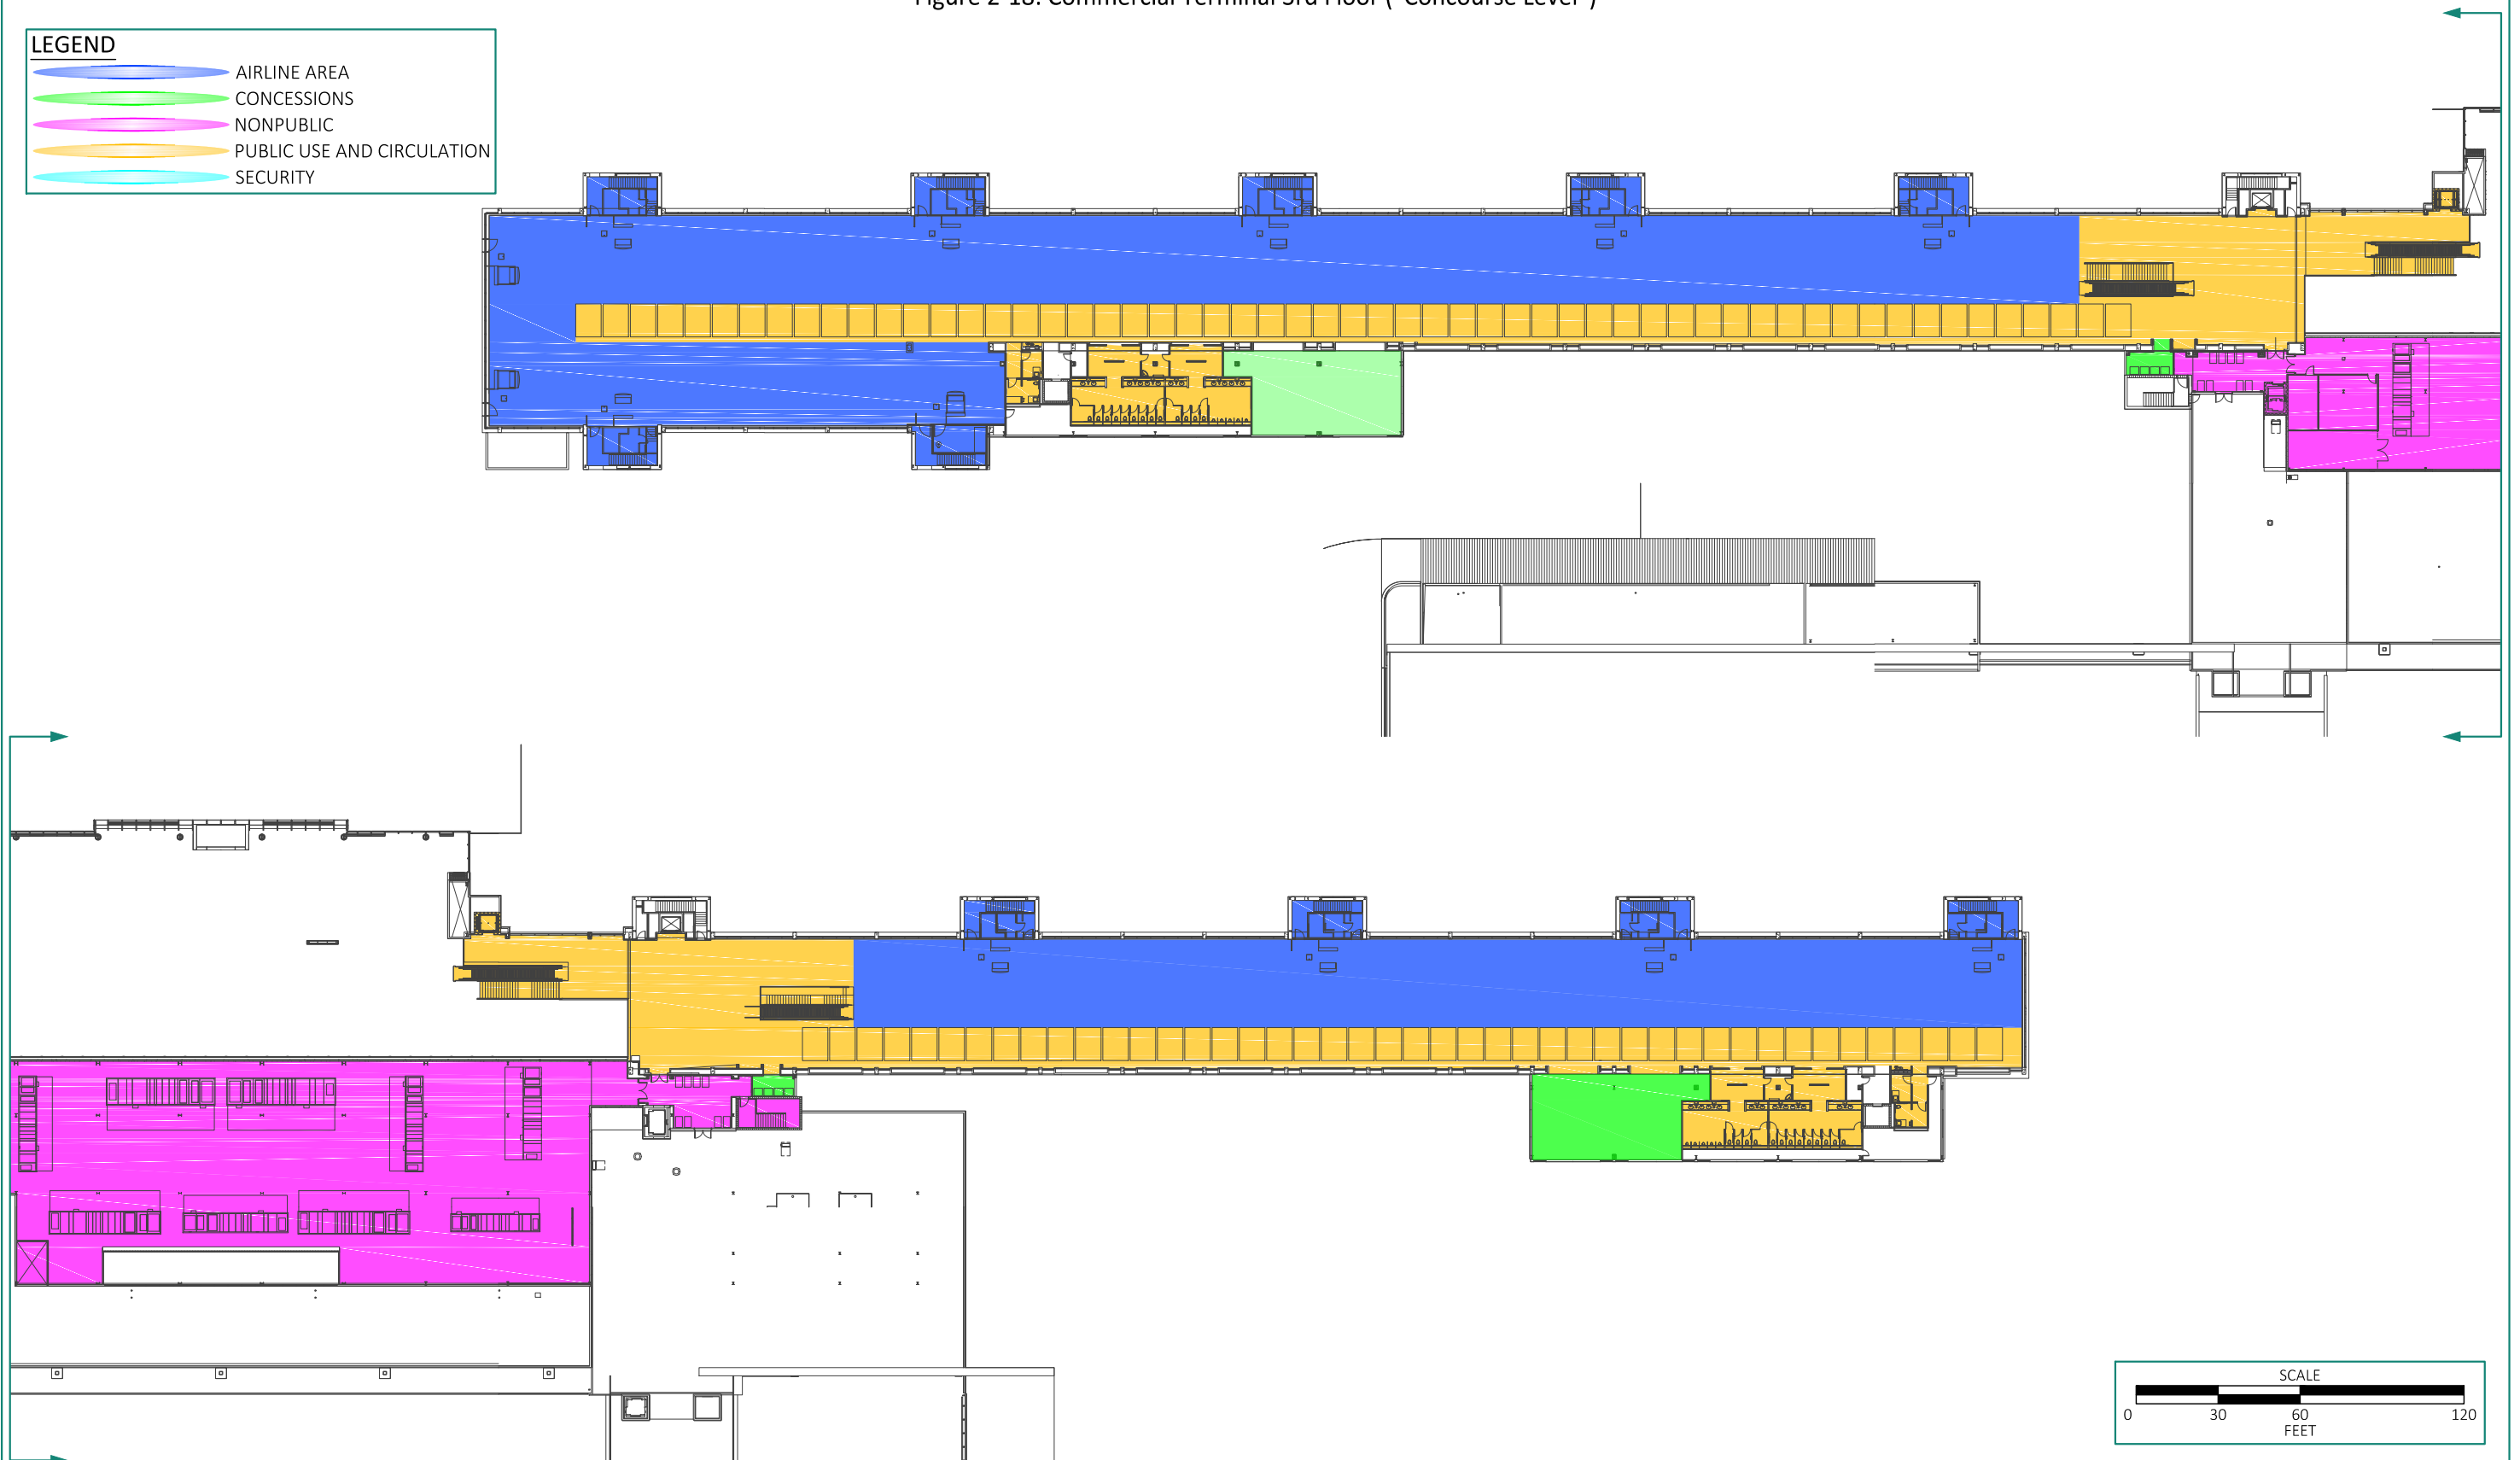 Figure 2-18: Commercial Terminal 3rd Floor ("Concourse Level")
LEGEND
AIRLINE AREA
CONCESSIONS
NONPUBLIC
PUBLIC USE AND CIRCULATION
SECURITY
SCALE
0 30 60 120
FEET